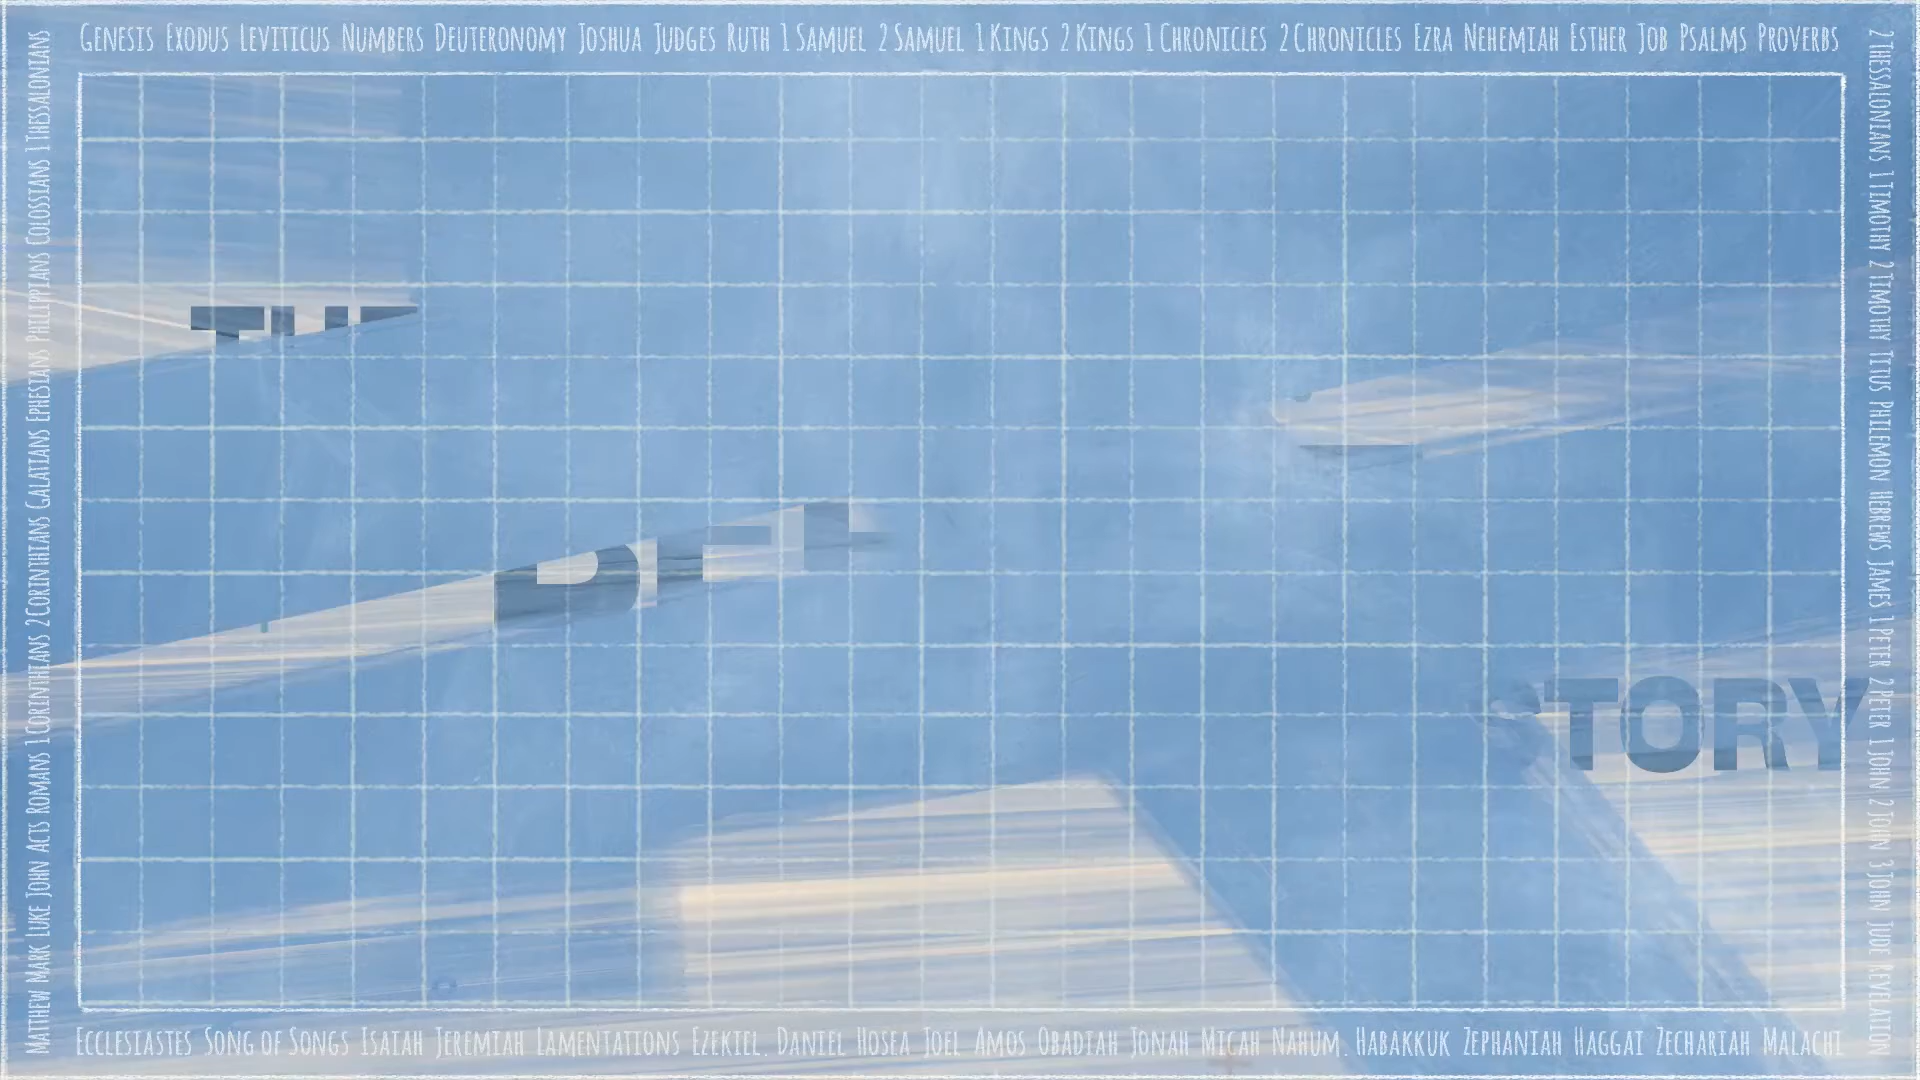 Genesis Exodus Leviticus Numbers Deuteronomy Joshua Judges Ruth 1 Samuel 2 Samuel 1 Kings 2 Kings 1 Chronicles 2 Chronicles Ezra Nehemiah Esther Job Psalms Proverbs
Matthew Mark Luke John Acts Romans 1 Corinthians 2 Corinthians Galatians Ephesians Philippians Colossians 1 Thessalonians
2 Thessalonians 1 Timothy 2 Timothy Titus Philemon Hebrews James 1 Peter 2 Peter 1 John 2 John 3 John Jude Revelation
STORY
Ecclesiastes Song of Songs Isaiah Jeremiah Lamentations Ezekiel Daniel Hosea Joel Amos Obadiah Jonah Micah Nahum Habakkuk Zephaniah Haggai Zechariah Malachi